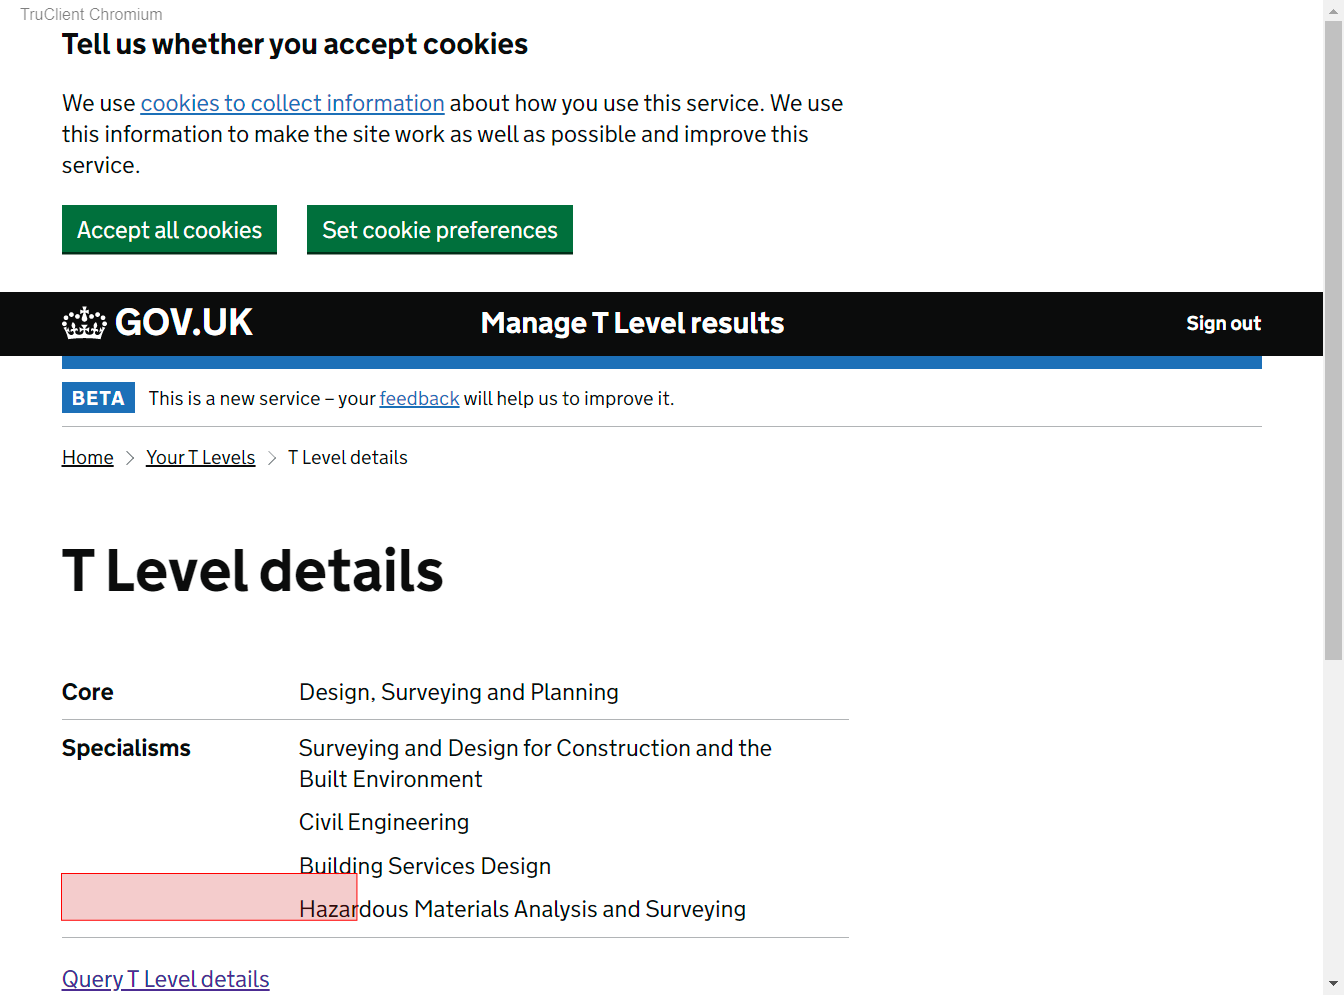 TruClient Chromium
Tell us whether you accept cookies
We use cookies to collect information about how you use this service. We use
this information to make the site work as well as possible and improve this
service.
Accept all cookies Set cookie preferences
GOV.UK Manage T Level results Sign out
BETA This is a new service – your feedback will help us to improve it.
Home > Your T Levels > T Level details
T Level details
Core Design, Surveying and Planning
Specialisms Surveying and Design for Construction and the
Built Environment
Civil Engineering
Building Services Design
Hazardous Materials Analysis and Surveying
Query T Level details